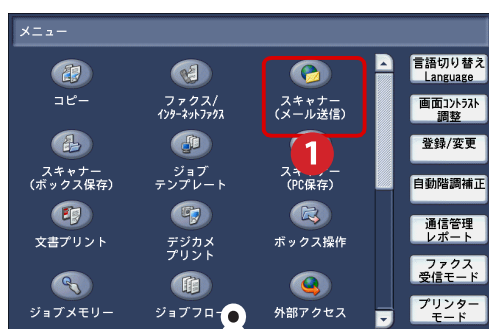 メニュー
コピー
ファクス/
インターネットファクス
スキャナー
(メール送信)
スキャナー
(ボックス保存)
ジョブ
テンプレート
1
(PC保存)
文書プリント
デジカメ
プリント
ボックス操作
ジョブメモリー
ジョブフロー
外部アクセス
言語切り替え
Language
画面コントラスト
調整
登録/変更
自動階調補正
通信管理
レポート
ファクス
受信モード
プリンター
モード